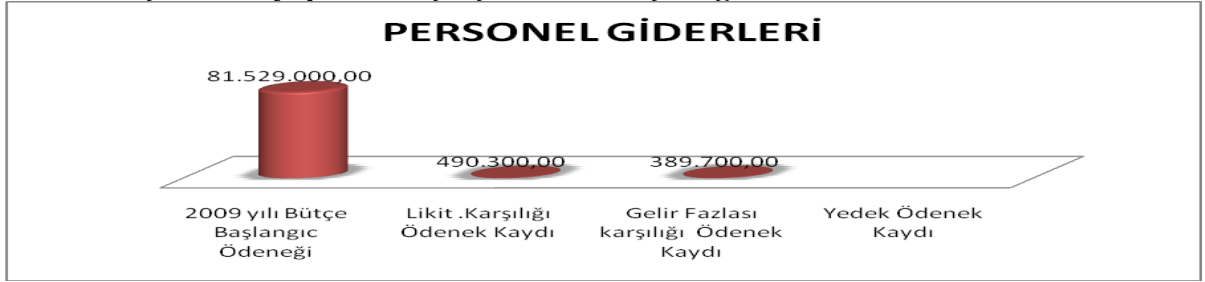 PERSONEL GİDERLERİ
81.529.000,00
490.300,00
389.700,00
2009 yılı Bütçe
Başlangıc
Ödeneği
Likit .Karşılığı
Ödenek Kaydı
Gelir Fazlası
karşılığı Ödenek
Kaydı
Yedek Ödenek
Kaydı